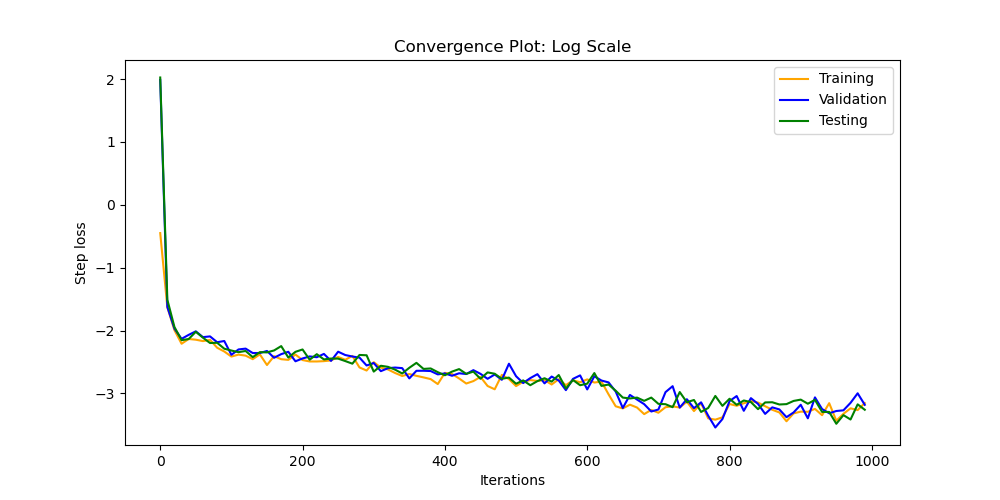 Convergence Plot: Log Scale
Training
Validation
Testing
2
1
0
−1
−2
−3
Step loss
0 200 400 600 800 1000
Iterations